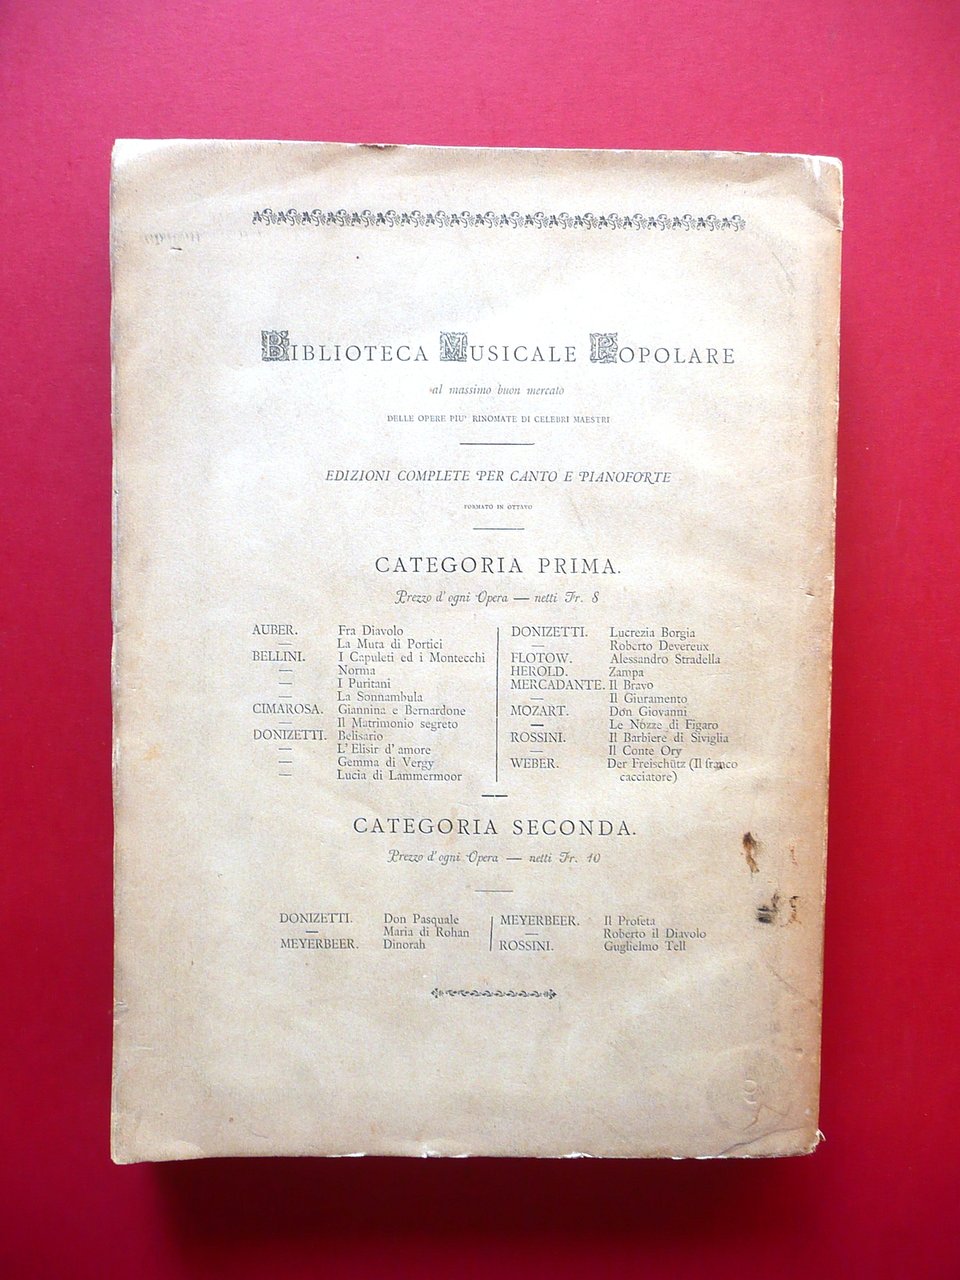 BIBLIOTECA MUSICALE POPOLARE
al massimo buon mercato
DELLE OPERE PIU' RINOMATE DI CELEBRI MAESTRI
EDIZIONI COMPLETE PER CANTO E PIANOFORTE
FORMATO IN OTTAVO
CATEGORIA PRIMA.
Prezzo d'ogni Opera — netti Fr. 8
AUBER. Fra Diavolo
— La Muta di Portici
BELLINI. I Capuleti ed i Montecchi
— Norma
— I Puritani
— La Sonnambula
CIMAROSA. Giannina e Bernardone
— Il Matrimonio segreto
DONIZETTI. Belisario
— L'Elisir d'amore
— Gemma di Vergy
— Lucia di Lammermoor
DONIZETTI. Lucrezia Borgia
— Roberto Devereux
FLOTOW. Alessandro Stradella
HEROLD. Zampa
MERCADANTE. Il Bravo
— Il Giuramento
MOZART. Don Giovanni
— Le Nozze di Figaro
ROSSINI. Il Barbiere di Siviglia
— Il Conte Ory
WEBER. Der Freischütz (Il franco
cacciatore)
CATEGORIA SECONDA.
Prezzo d'ogni Opera — netti Fr. 10
DONIZETTI. Don Pasquale
— Maria di Rohan
MEYERBEER. Dinorah
MEYERBEER. Il Profeta
— Roberto il Diavolo
ROSSINI. Guglielmo Tell